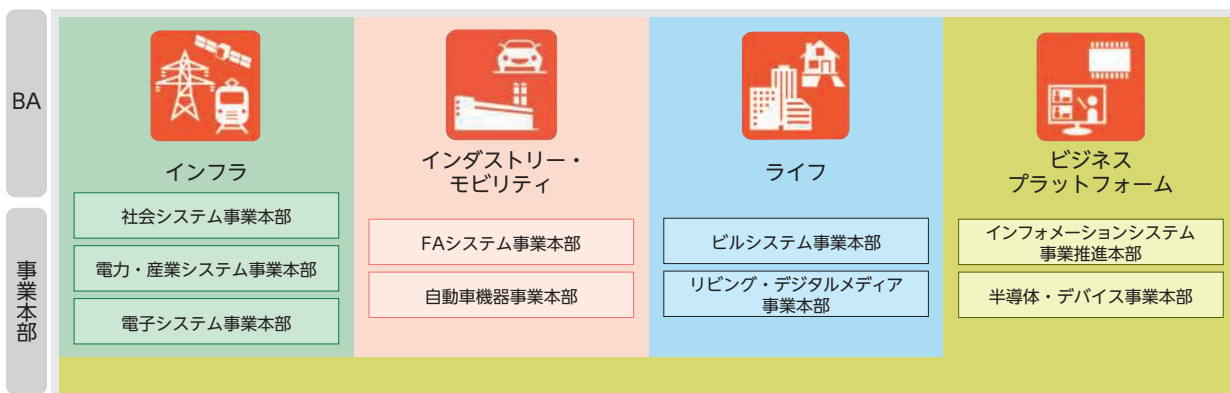 BA
インフラ
インダストリー・
モビリティ
ライフ
ビジネス
プラットフォーム
事業本部
社会システム事業本部
電力・産業システム事業本部
電子システム事業本部
FAシステム事業本部
自動車機器事業本部
ビルシステム事業本部
リビング・デジタルメディア
事業本部
インフォメーションシステム
事業推進本部
半導体・デバイス事業本部